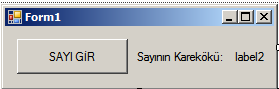 Form1
SAYI GİR
Sayının Karekökü:
label2